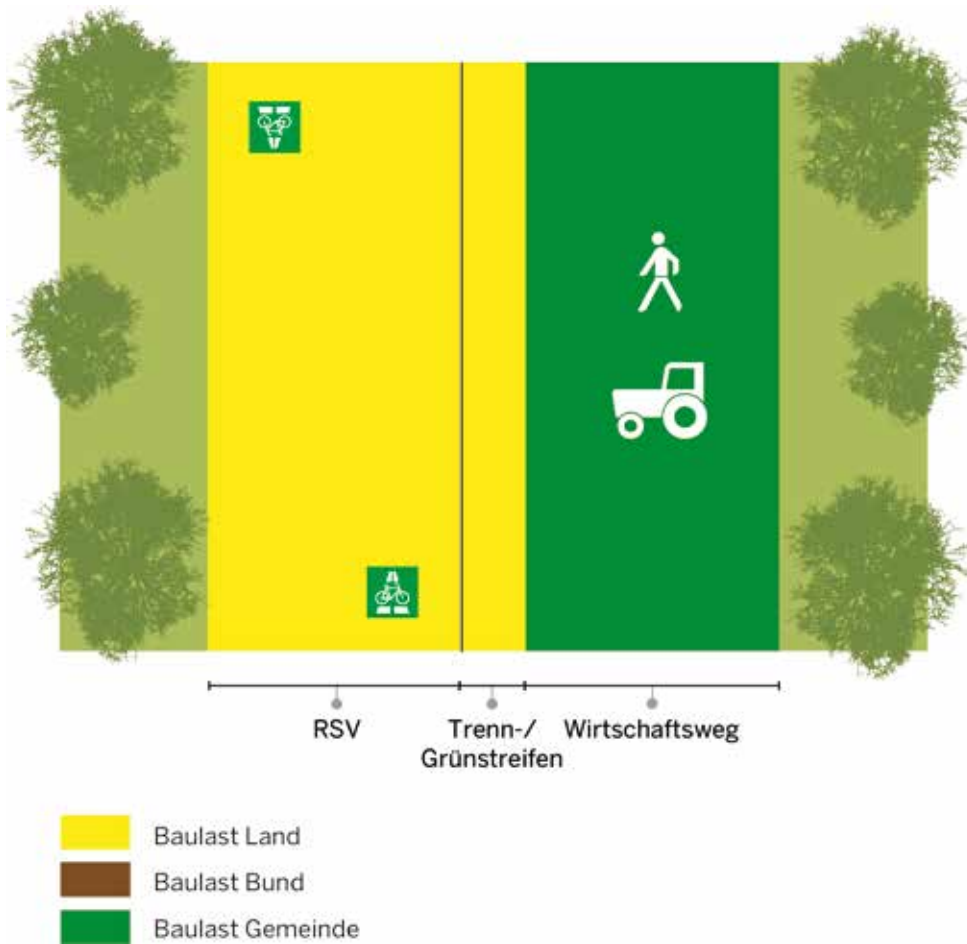 RSV
Trenn-/
Grünstreifen
Wirtschaftsweg
Baulast Land
Baulast Bund
Baulast Gemeinde